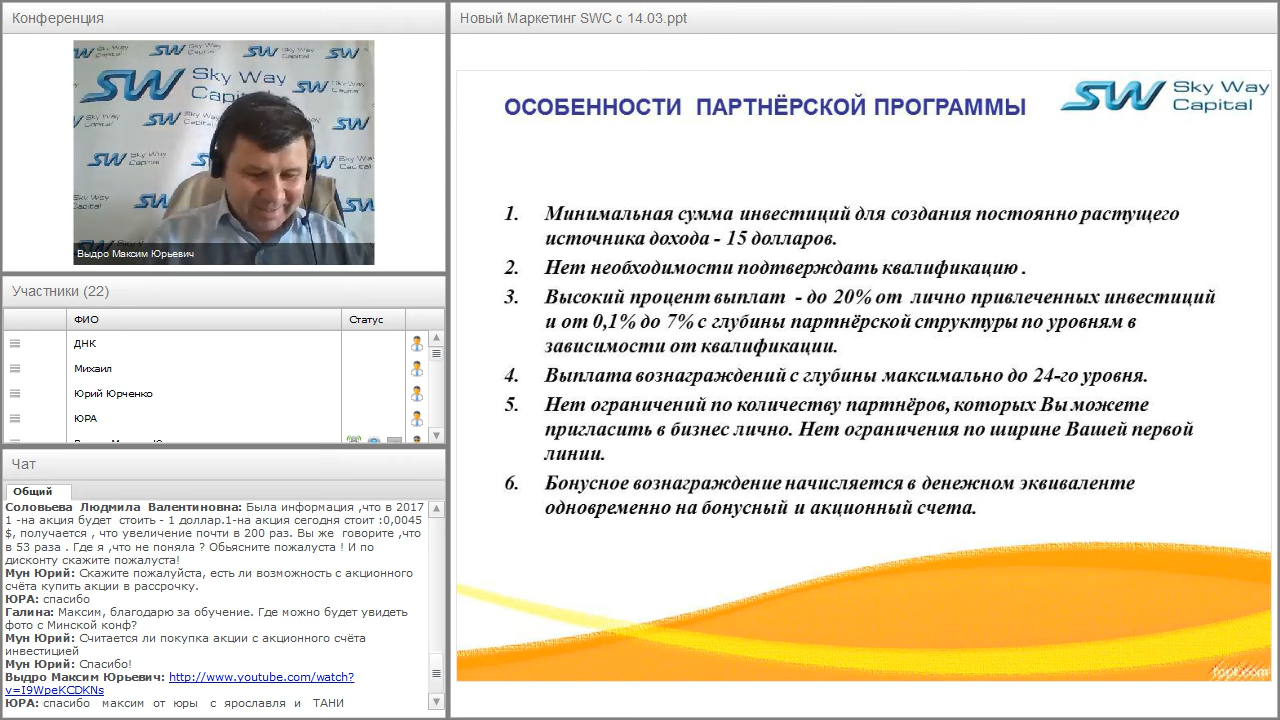 Конференция
SW Sky Way Capital
Выдро Максим Юрьевич
Участники (22)
ФИО
Статус
ДНК
Михаил
Юрий Юрченко
ЮРА
Чат
Общий
Соловьева Людмила Валентиновна: Была информация ,что в 2017
1 -на акция будет стоить - 1 доллар.1-на акция сегодня стоит :0,0045
$, получается , что увеличение почти в 200 раз. Вы же говорите ,что
в 53 раза . Где я ,что не поняла ? Обьясните пожалуста ! И по
дисконту скажите пожалуста!
Мун Юрий: Скажите пожалуйста, есть ли возможность с акционного
счёта купить акции в рассрочку.
ЮРА: спасибо
Галина: Максим, благодарю за обучение. Где можно будет увидеть
фото с Минской конф?
Мун Юрий: Считается ли покупка акции с акционного счёта
инвестицией
Мун Юрий: Спасибо!
Выдро Максим Юрьевич: http://www.youtube.com/watch?
v=I9WpeKCDKNs
ЮРА: спасибо максим от юры с ярославля и ТАНИ
Новый Маркетинг SWC с 14.03.ppt
ОСОБЕННОСТИ ПАРТНЁРСКОЙ ПРОГРАММЫ
SW Sky Way
Capital
1. Минимальная сумма инвестиций для создания постоянно растущего
источника дохода - 15 долларов.
2. Нет необходимости подтверждать квалификацию .
3. Высокий процент выплат - до 20% от лично привлеченных инвестиций
и от 0,1% до 7% с глубины партнёрской структуры по уровням в
зависимости от квалификации.
4. Выплата вознаграждений с глубины максимально до 24-го уровня.
5. Нет ограничений по количеству партнёров, которых Вы можете
пригласить в бизнес лично. Нет ограничения по ширине Вашей первой
линии.
6. Бонусное вознаграждение начисляется в денежном эквиваленте
одновременно на бонусный и акционный счета.
fppt.com